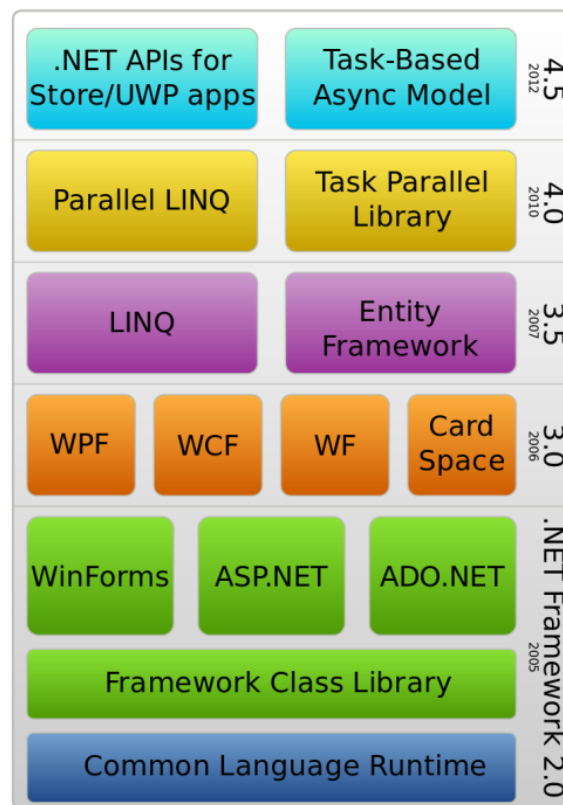 .NET APIs for
Store/UWP apps
Task-Based
Async Model
4.5
2012
Parallel LINQ
Task Parallel
Library
4.0
2010
LINQ
Entity
Framework
3.5
2007
WPF
WCF
WF
Card
Space
3.0
2006
WinForms
ASP.NET
ADO.NET
Framework Class Library
Common Language Runtime
.NET Framework 2.0
2005